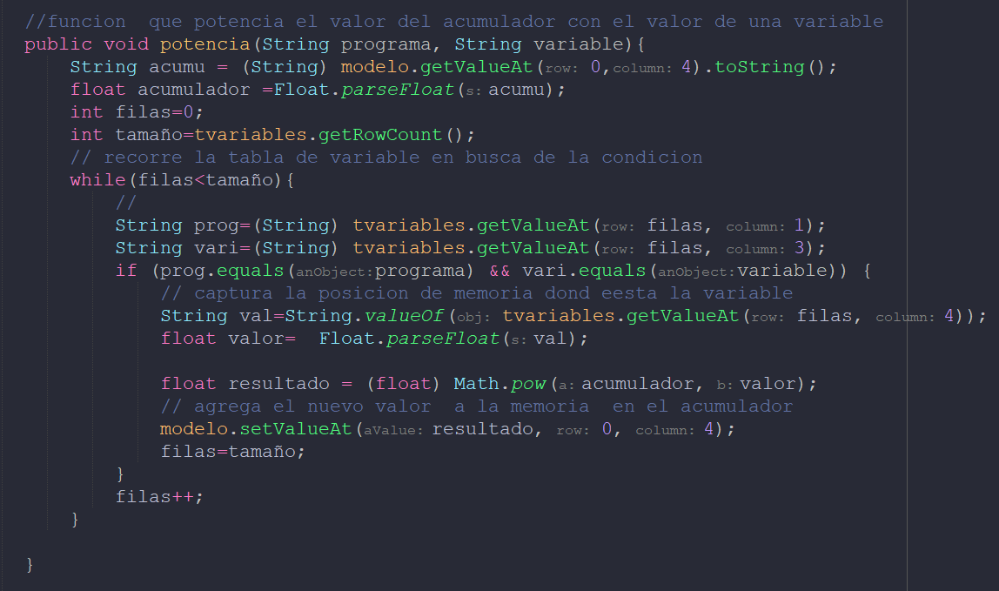 //funcion  que potencia el valor del acumulador con el valor de una variable
public void potencia(String programa, String variable){
    String acumu = (String) modelo.getValueAt(row: 0,column: 4).toString();
    float acumulador =Float.parseFloat(s: acumu);
    int filas=0;
    int tamaño=tvariables.getRowCount();
    // recorre la tabla de variable en busca de la condicion
    while(filas<tamaño){
        //
        String prog=(String) tvariables.getValueAt(row: filas, column: 1);
        String vari=(String) tvariables.getValueAt(row: filas, column: 3);
        if (prog.equals(anObject:programa) && vari.equals(anObject:variable)) {
            // captura la posicion de memoria dond eesta la variable
            String val=String.valueOf(obj: tvariables.getValueAt(row: filas, column: 4));
            float valor=  Float.parseFloat(s: val);
            float resultado = (float) Math.pow(a: acumulador, b: valor);
            // agrega el nuevo valor  a la memoria  en el acumulador
            modelo.setValueAt(aValue: resultado, row: 0, column: 4);
            filas=tamaño;
        }
        filas++;
    }
}